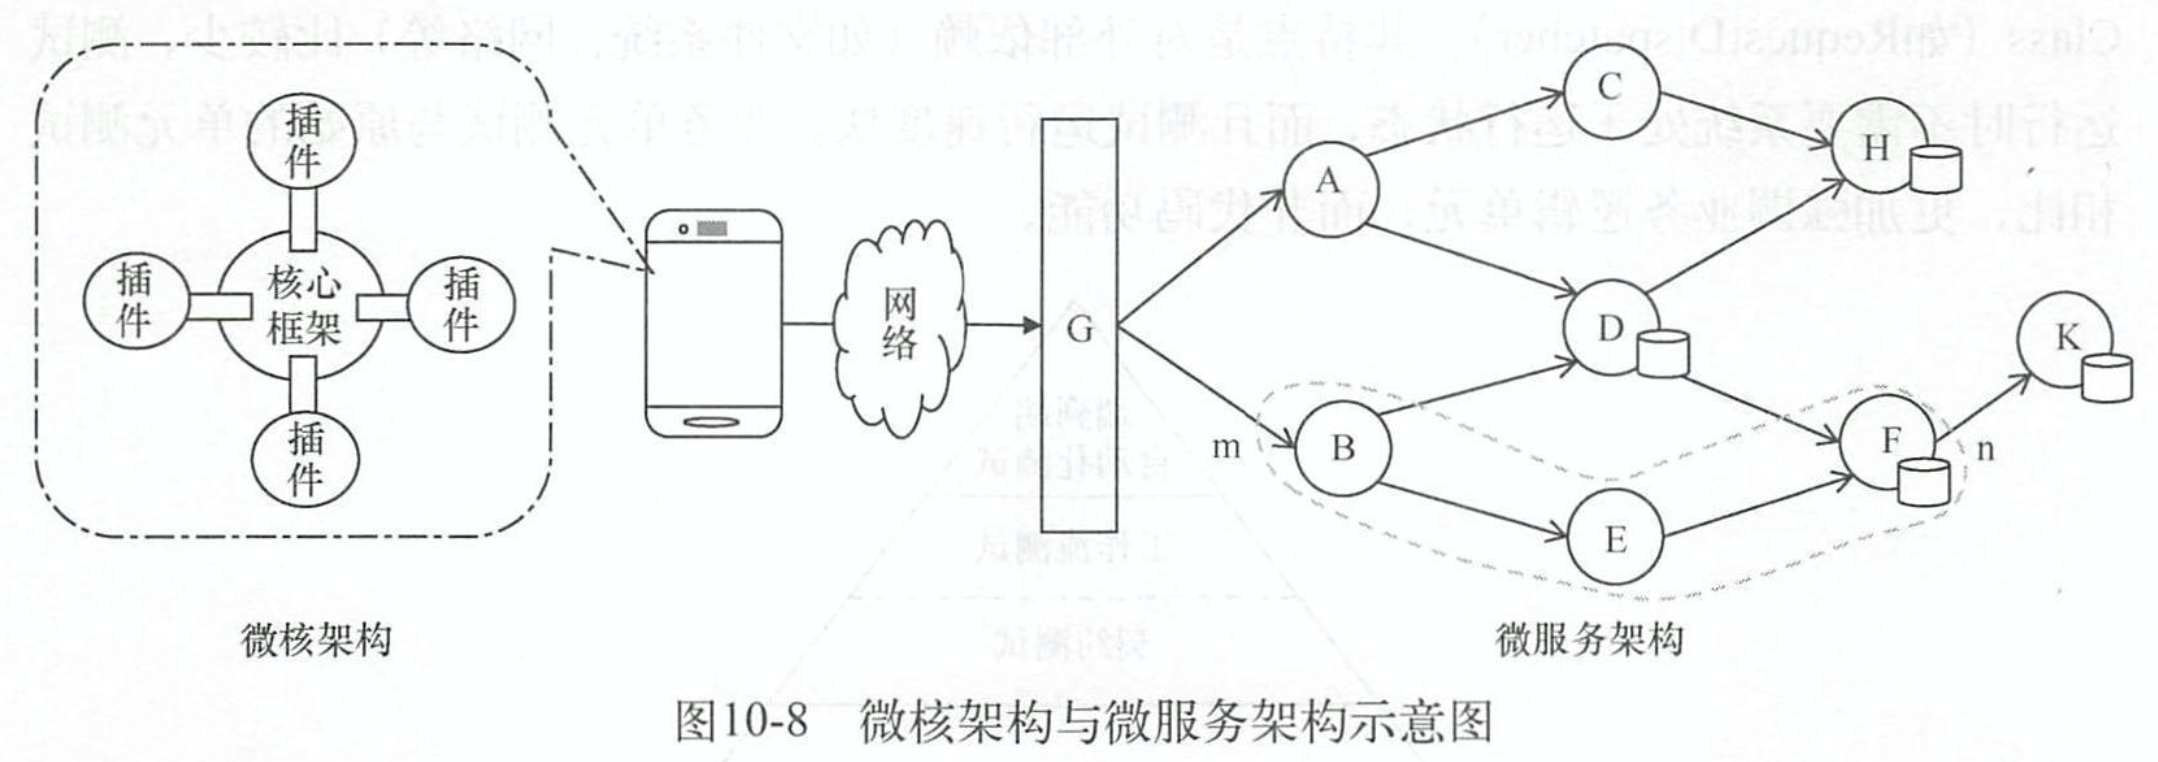 插件
插件
核心框架
插件
插件
微核架构
网络
G
A
B
C
D
E
F
H
K
m
n
微服务架构
图10-8 微核架构与微服务架构示意图